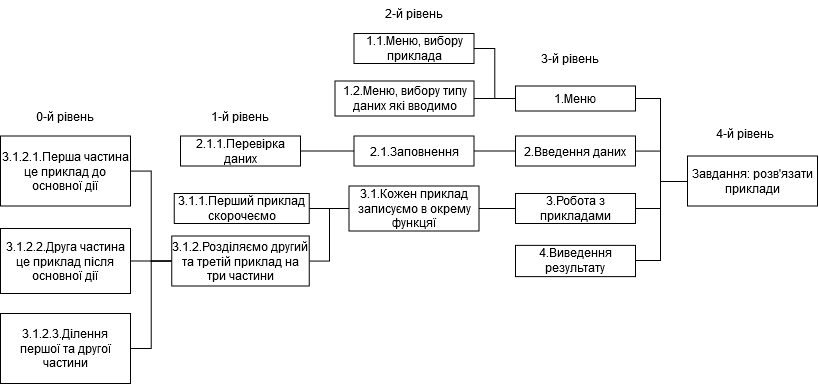 2-й рівень
1.1.Меню, вибору
приклада
3-й рівень
1.2.Меню, вибору типу
даних які вводимо
1.Меню
0-й рівень
1-й рівень
4-й рівень
3.1.2.1.Перша частина
це приклад до
основної дії
2.1.1.Перевірка
даних
2.1.Заповнення
2.Введення даних
Завдання: розв'язати
приклади
3.1.1.Перший приклад
скорочеємо
3.1.Кожен приклад
записуємо в окрему
функцяї
3.Робота з
прикладами
3.1.2.2.Друга частина
це приклад після
основної дії
3.1.2.Розділяємо другий
та третій приклад на
три частини
4.Виведення
результату
3.1.2.3.Ділення
першої та другої
частини